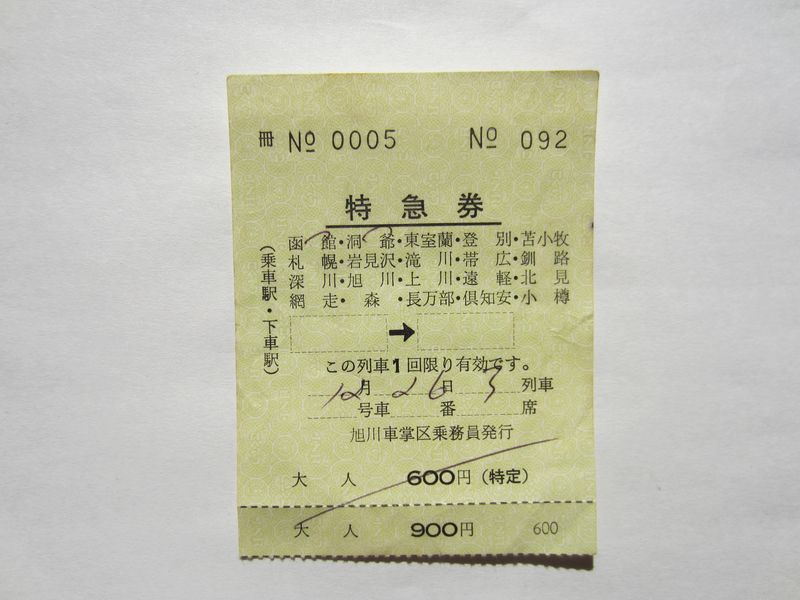 冊 № 0005 № 092
特急券
(乗車駅・下車駅)
函館・洞爺・東室蘭・登別・苫小牧
札幌・岩見沢・滝川・帯広・釧路
深川・旭川・上川・遠軽・北見
網走・森・長万部・倶知安・小樽
➡
この列車1回限り有効です。
12月26日 3列車
号車 番 席
旭川車掌区乗務員発行
大人 600円(特定)
大人 900円 600